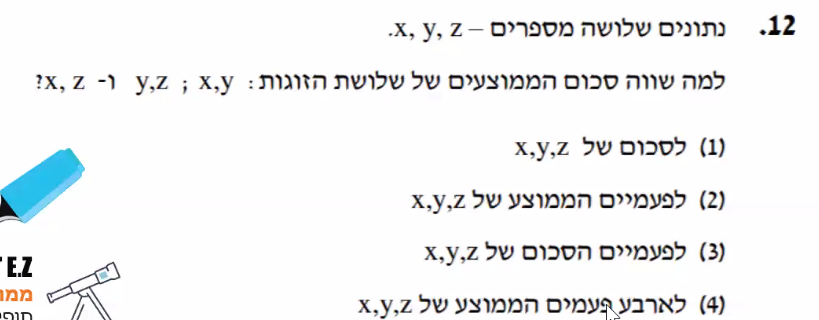 12. נתונים שלושה מספרים – x, y, z.
למה שווה סכום הממוצעים של שלושת הזוגות: x,y ; y,z ו- x, z?
(1) לסכום של x,y,z
(2) לפעמיים הממוצע של x,y,z
(3) לפעמיים הסכום של x,y,z
(4) לארבע פעמים הממוצע של x,y,z
E.Z